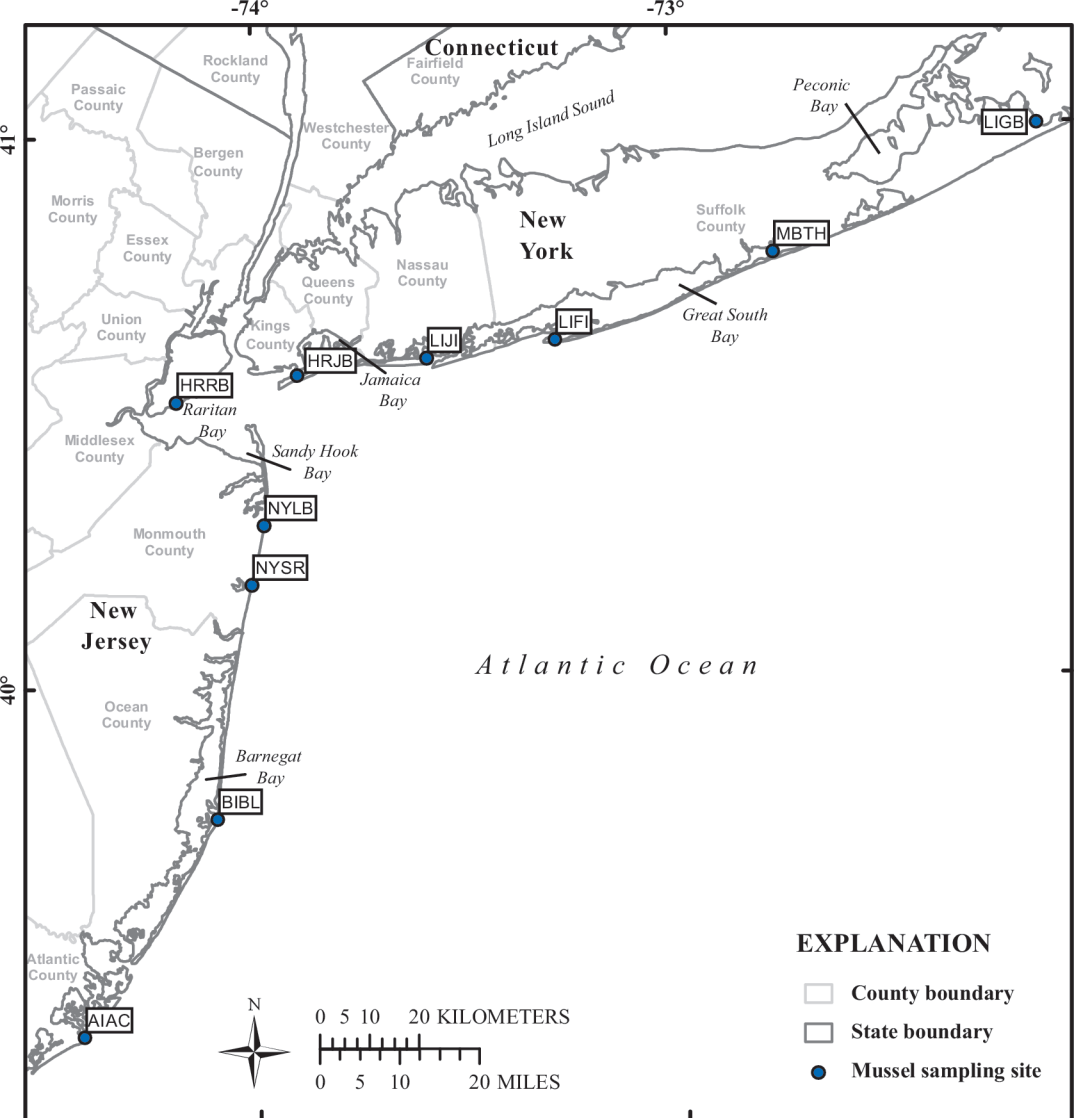 -74°
-73°
41°
40°
Connecticut
Fairfield
County
Rockland
County
Passaic
County
Westchester
County
Bergen
County
Long Island Sound
Peconic
Bay
LIGB
Morris
County
Essex
County
New
York
Suffolk
County
MBTH
Nassau
County
Queens
County
Union
County
Kings
County
LIJI
LIFI
Great South
Bay
HRJB
Jamaica
Bay
HRRB
Raritan
Bay
Middlesex
County
Sandy Hook
Bay
NYLB
Monmouth
County
NYSR
New
Jersey
Atlantic Ocean
Ocean
County
Barnegat
Bay
BIBL
Atlantic
County
AIAC
N
0 5 10 20 KILOMETERS
0 5 10 20 MILES
EXPLANATION
County boundary
State boundary
Mussel sampling site